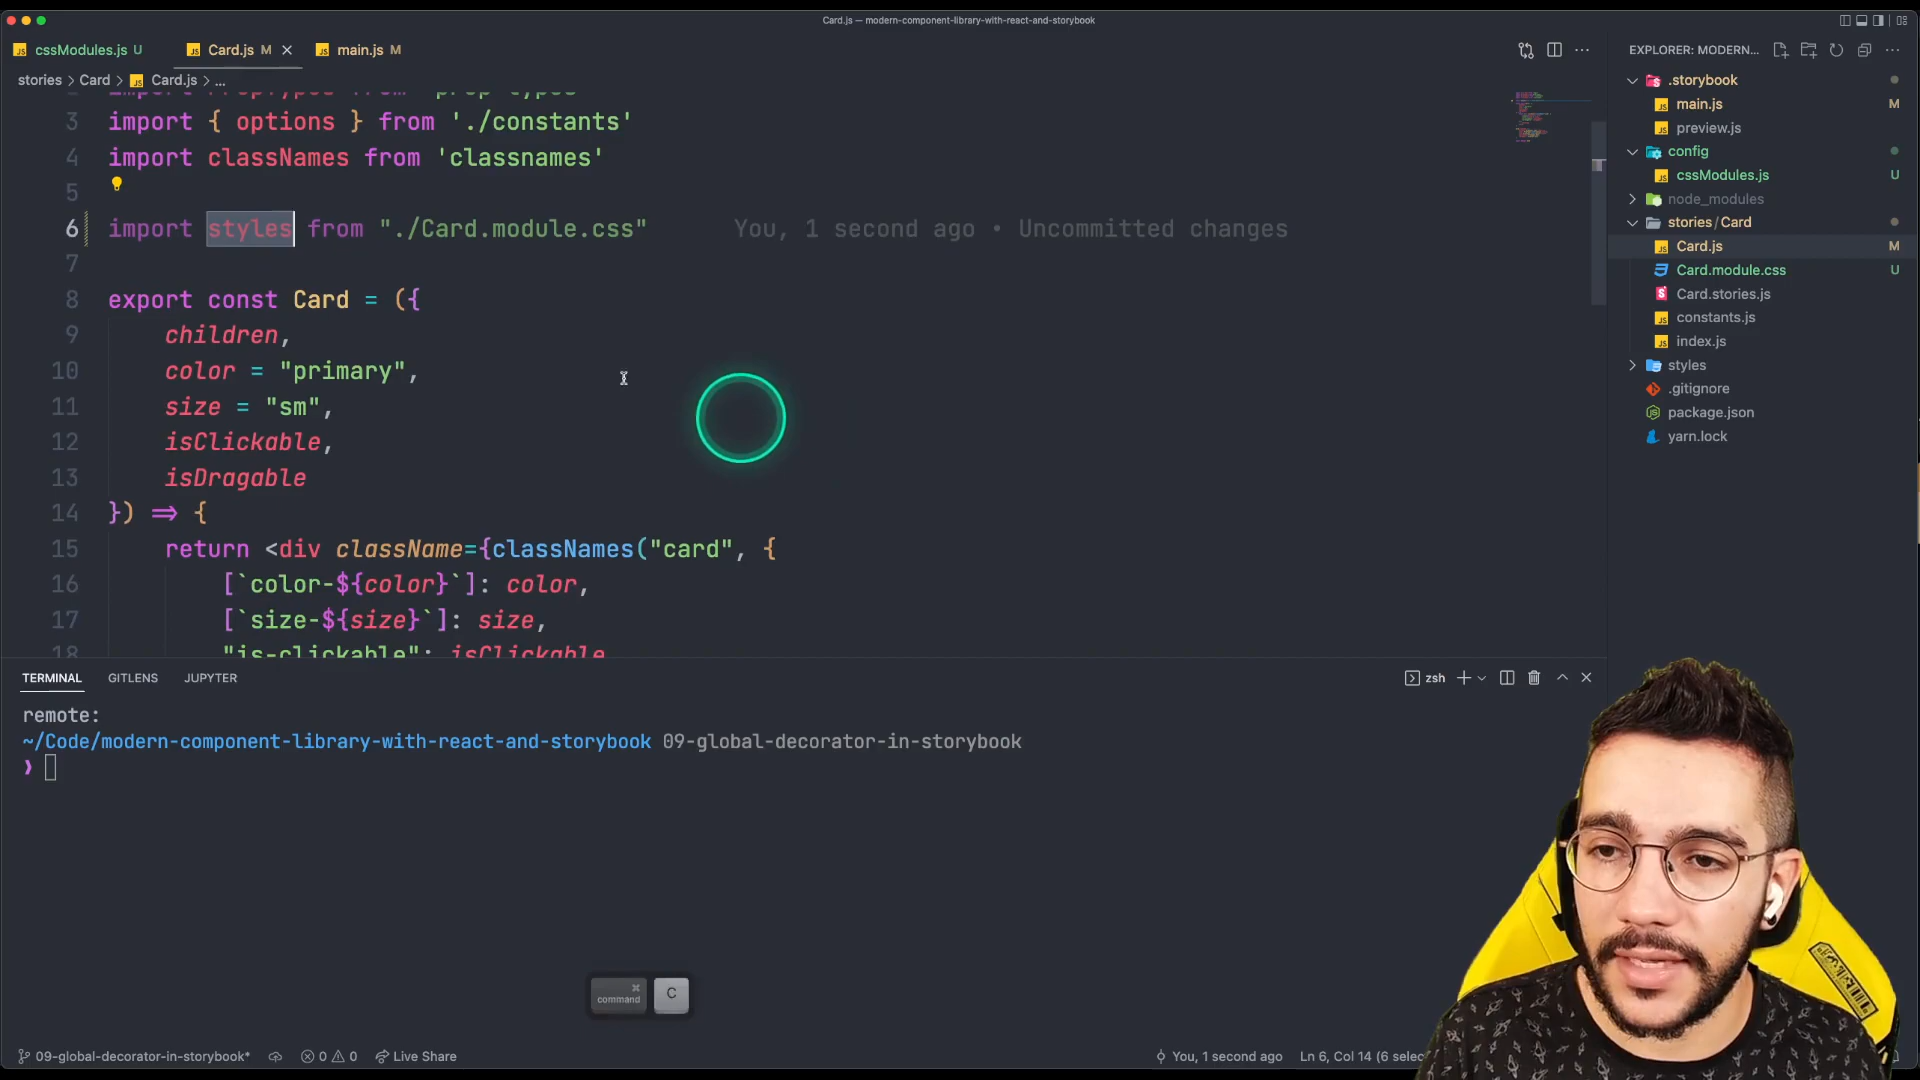 Card.js — modern-component-library-with-react-and-storybook
cssModules.js U
Card.js M
main.js M
stories > Card > Card.js > ...
3 import { options } from './constants'
4 import classNames from 'classnames'
5
6 import styles from "./Card.module.css" You, 1 second ago • Uncommitted changes
7
8 export const Card = ({
9 children,
10 color = "primary",
11 size = "sm",
12 isClickable,
13 isDragable
14 }) => {
15 return <div className={classNames("card", {
16 [`color-${color}`]: color,
17 [`size-${size}`]: size,
18 "is-clickable": isClickable
EXPLORER: MODERN...
.storybook
main.js M
preview.js
config
cssModules.js U
node_modules
stories / Card
Card.js M
Card.module.css U
Card.stories.js
constants.js
index.js
styles
.gitignore
package.json
yarn.lock
TERMINAL GITLENS JUPYTER
zsh
remote:
~/Code/modern-component-library-with-react-and-storybook 09-global-decorator-in-storybook
❯
⌘
command
C
09-global-decorator-in-storybook*
0 0
Live Share
You, 1 second ago
Ln 6, Col 14 (6 selec